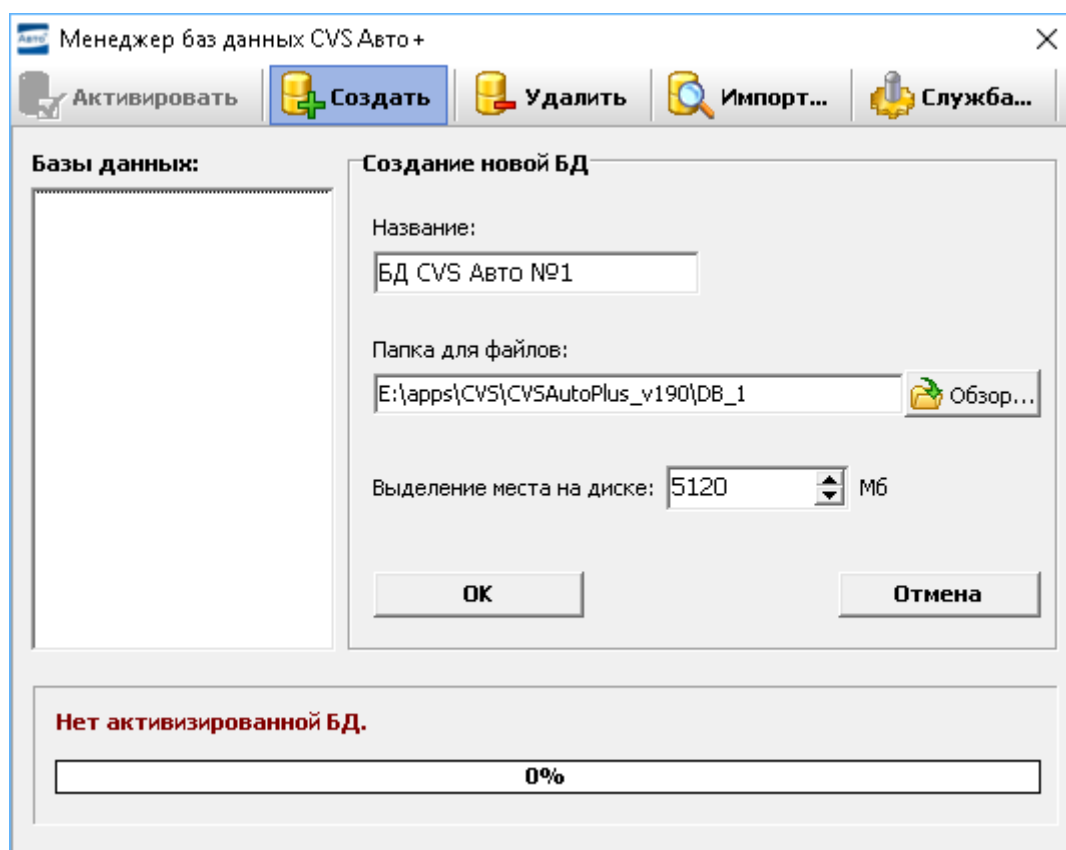 Авто
Менеджер баз данных CVS Авто+
Активировать
Создать
Удалить
Импорт...
Служба...
Базы данных:
Создание новой БД
Название:
БД CVS Авто №1
Папка для файлов:
E:\apps\CVS\CVSAutoPlus_v190\DB_1
Обзор...
Выделение места на диске: 5120 Мб
OK
Отмена
Нет активизированной БД.
0%